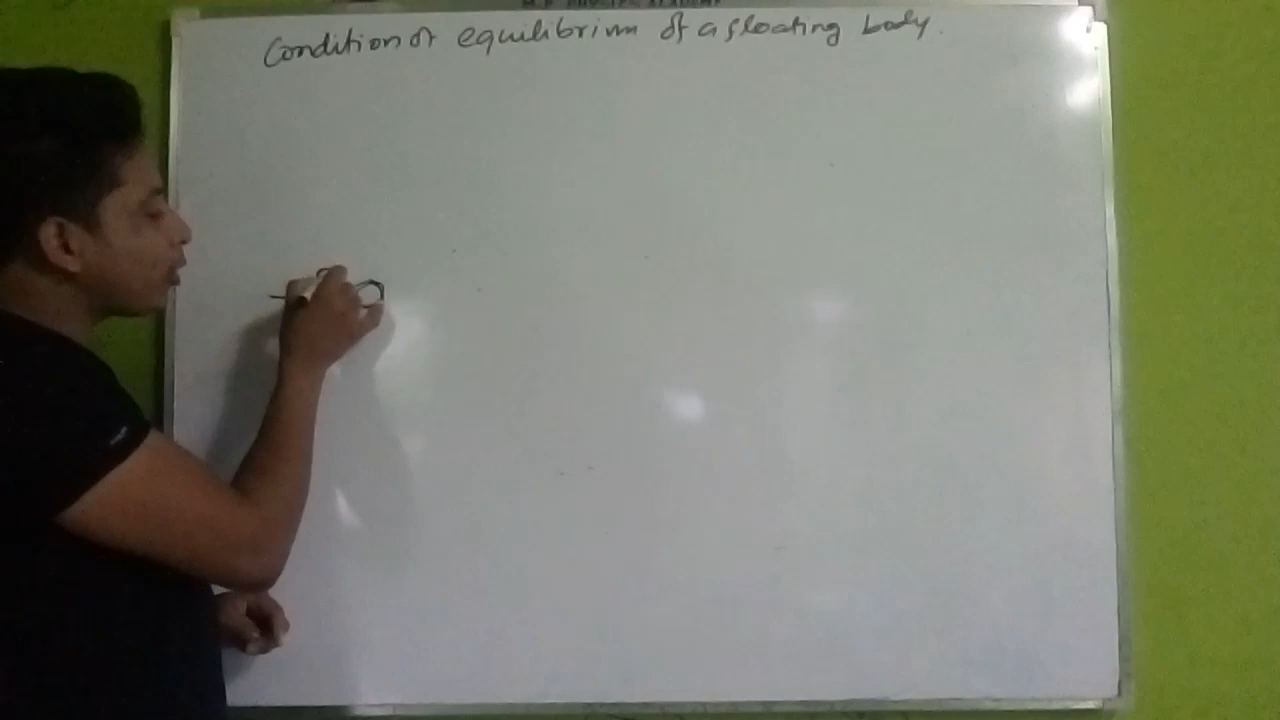 Condition of equilibrium of a floating body.